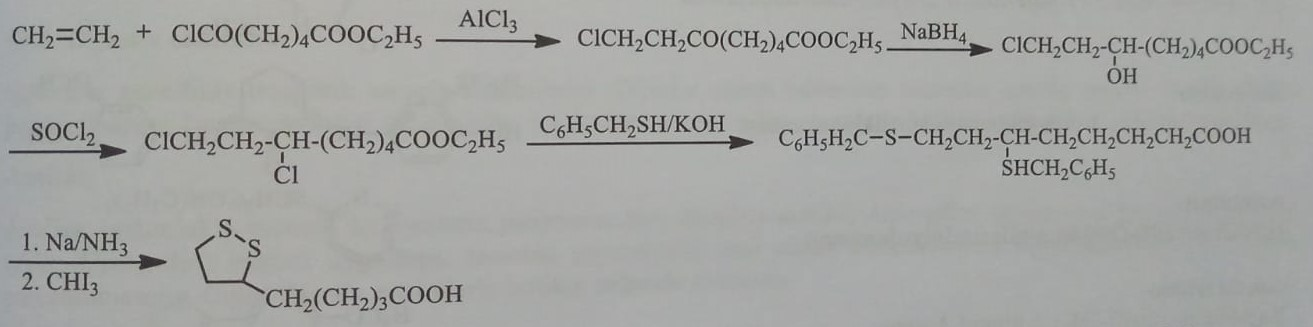 CH₂=CH₂ + ClCO(CH₂)₄COOC₂H₅ AlCl₃ ClCH₂CH₂CO(CH₂)₄COOC₂H₅ NaBH₄ ClCH₂CH₂-CH-(CH₂)₄COOC₂H₅
OH
SOCl₂ ClCH₂CH₂-CH-(CH₂)₄COOC₂H₅ C₆H₅CH₂SH/KOH C₆H₅H₂C-S-CH₂CH₂-CH-CH₂CH₂CH₂CH₂COOH
Cl SHCH₂C₆H₅
1. Na/NH₃
2. CHI₃
S
S
CH₂(CH₂)₃COOH